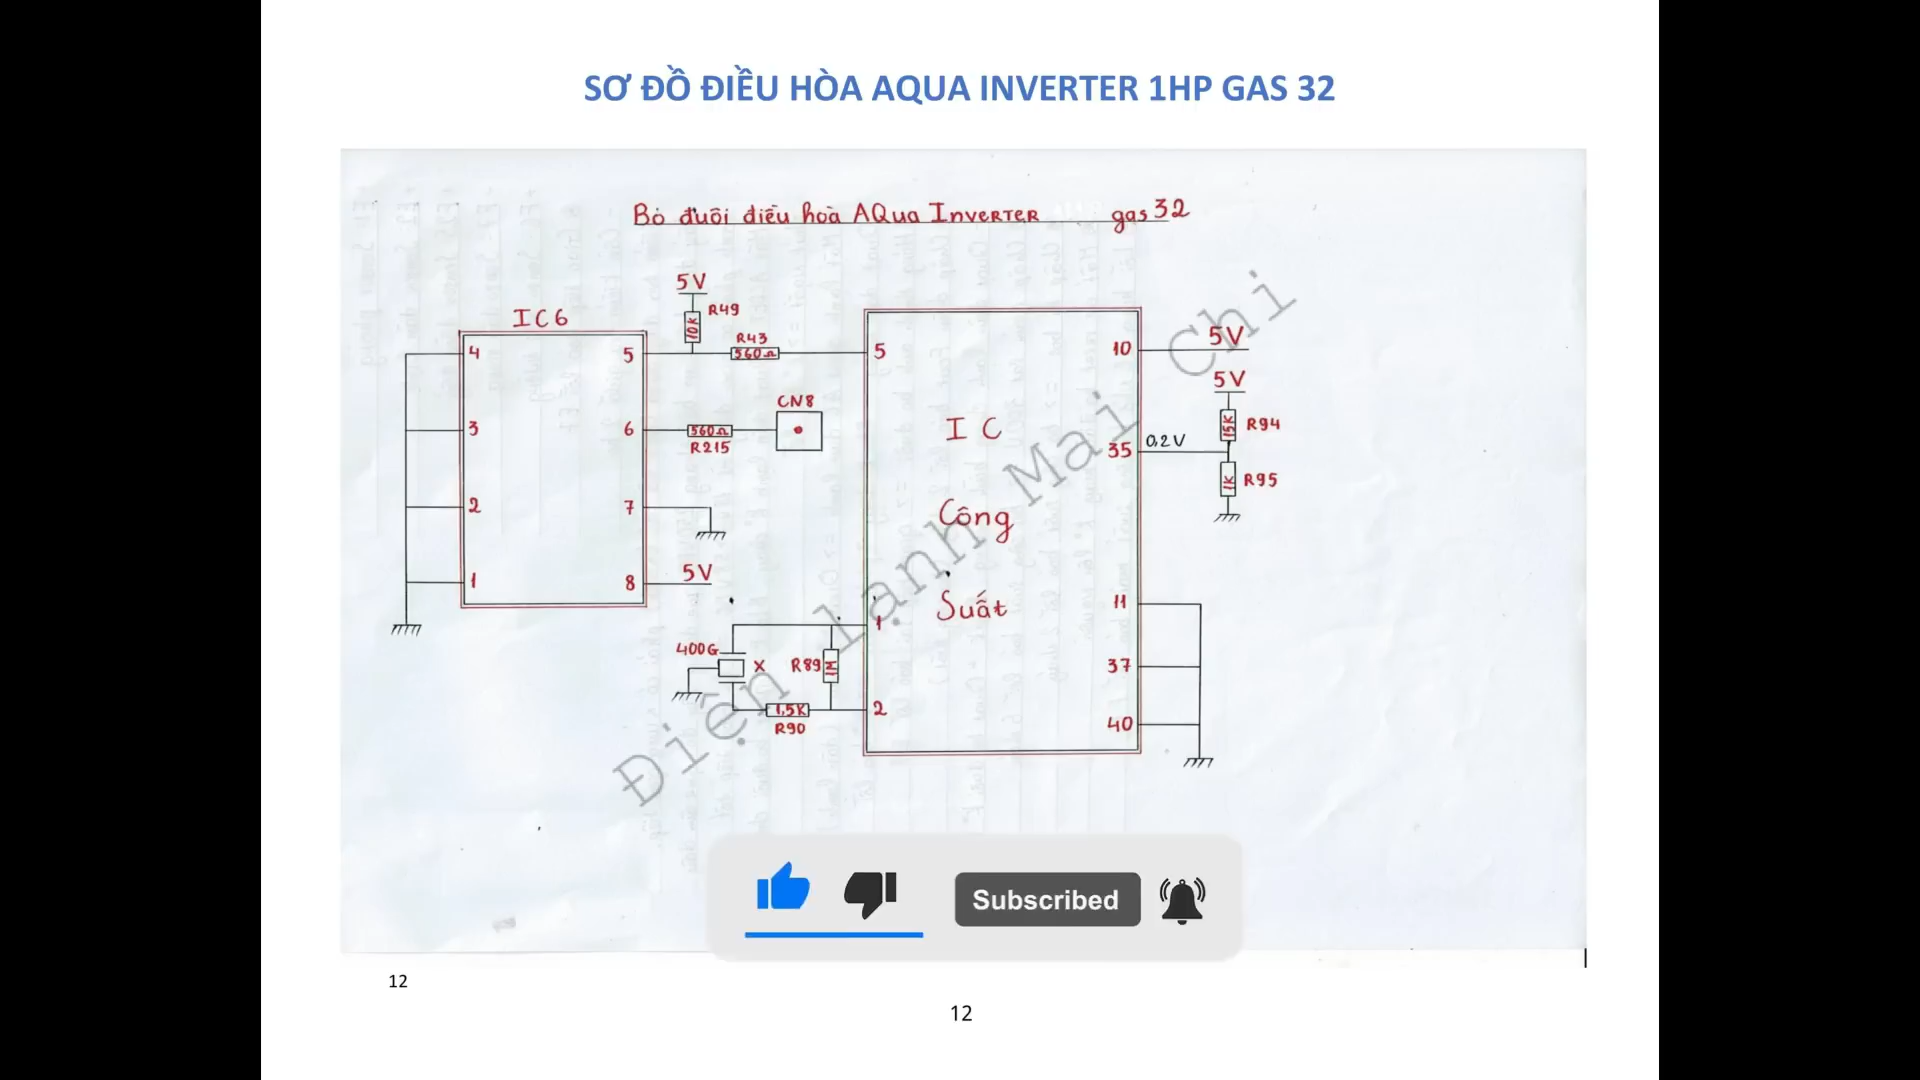 SƠ ĐỒ ĐIỀU HÒA AQUA INVERTER 1HP GAS 32
Bỏ đuôi điều hoà AQua INVERTER gas 32
5V
R49
10K
IC6
R43
560Ω
4
5
5
10
5V
5V
CN8
3
6
560Ω
R215
IC
15K
R94
0.2V
35
1K
R95
2
7
Công
1
8
5V
Suất
11
1
400G
X
R89
1M
37
1,5K
R90
2
40
Điện lạnh Mai Chi
Subscribed
12
12